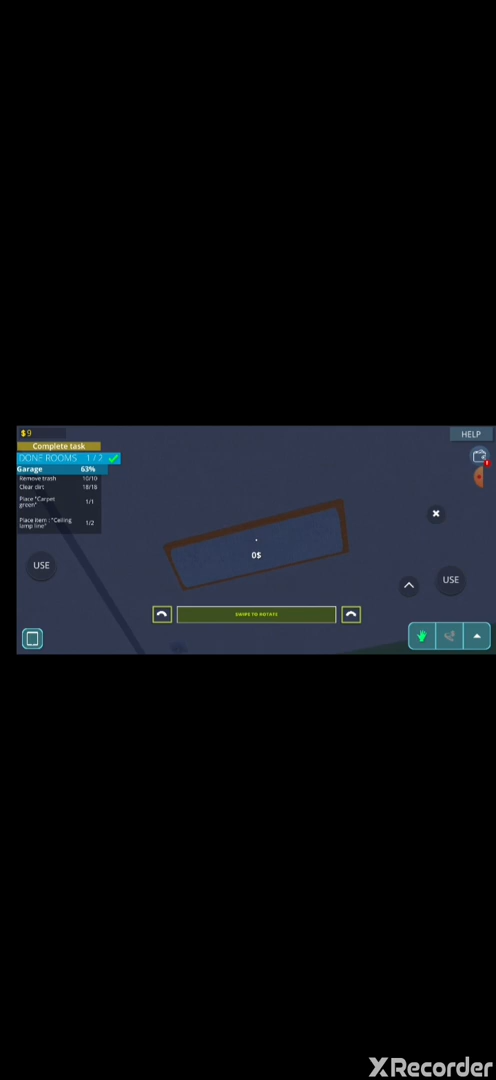 $9
HELP
Complete task
DONE ROOMS 1/2
Garage 63%
Remove trash 10/10
Clear dirt 18/18
Place "Carpet green" 1/1
Place item : "Ceiling lamp line" 1/2
0$
USE
USE
SWIPE TO ROTATE
XRecorder